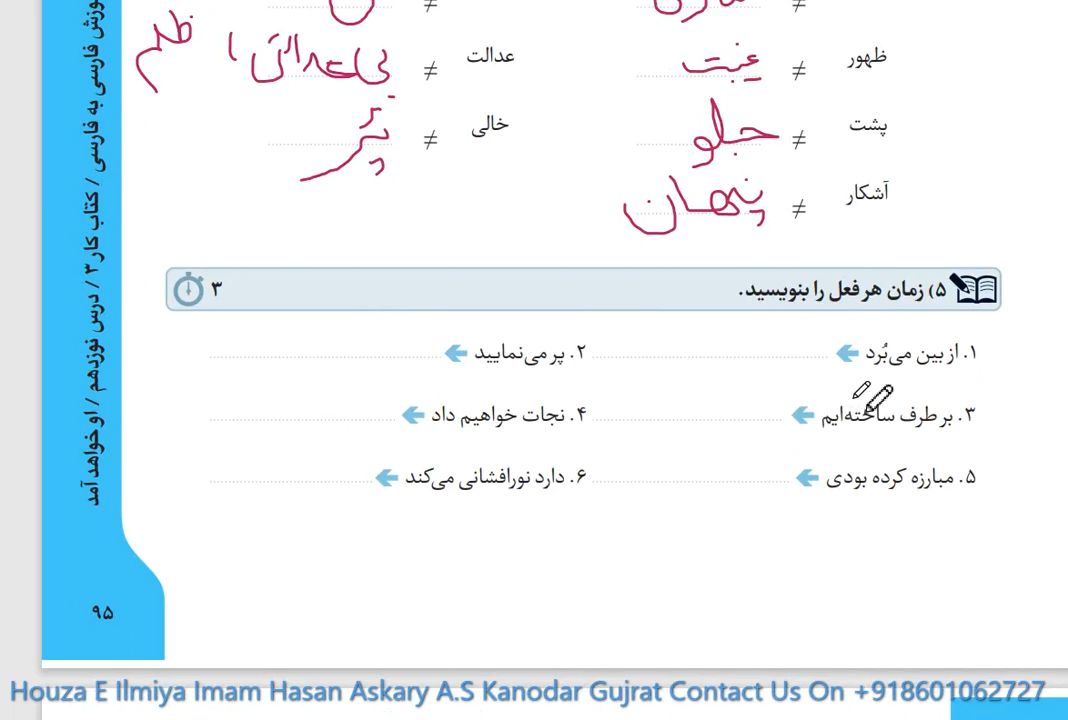 ≠ ≠
ظهور ≠ غیبت عدالت ≠ بی‌عدالتی / ظلم
پشت ≠ جلو خالی ≠ پُر
آشکار ≠ پنهان
۵) زمان هر فعل را بنویسید. ۳
۱. از بین می‌بُرد ۲. پر می‌نمایید
۳. برطرف ساخته‌ایم ۴. نجات خواهیم داد
۵. مبارزه کرده بودی ۶. دارد نورافشانی می‌کند
آموزش فارسی به فارسی / کتاب کار ۳ / درس نوزدهم / او خواهد آمد
۹۵
Houza E Ilmiya Imam Hasan Askary A.S Kanodar Gujrat Contact Us On +918601062727